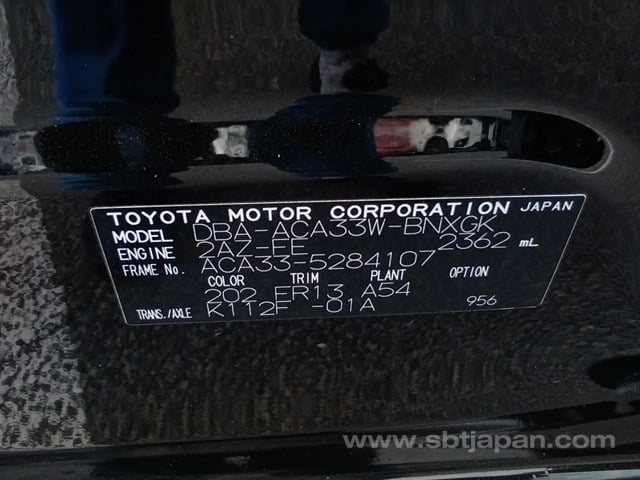 TOYOTA MOTOR CORPORATION JAPAN
MODEL DBA-ACA33W-BNXGK
ENGINE 2AZ-FE 2362 mL
FRAME No. ACA33-5284107
COLOR TRIM PLANT OPTION
202 FR13 A54
TRANS./AXLE K112F -01A 956
www.sbtjapan.com